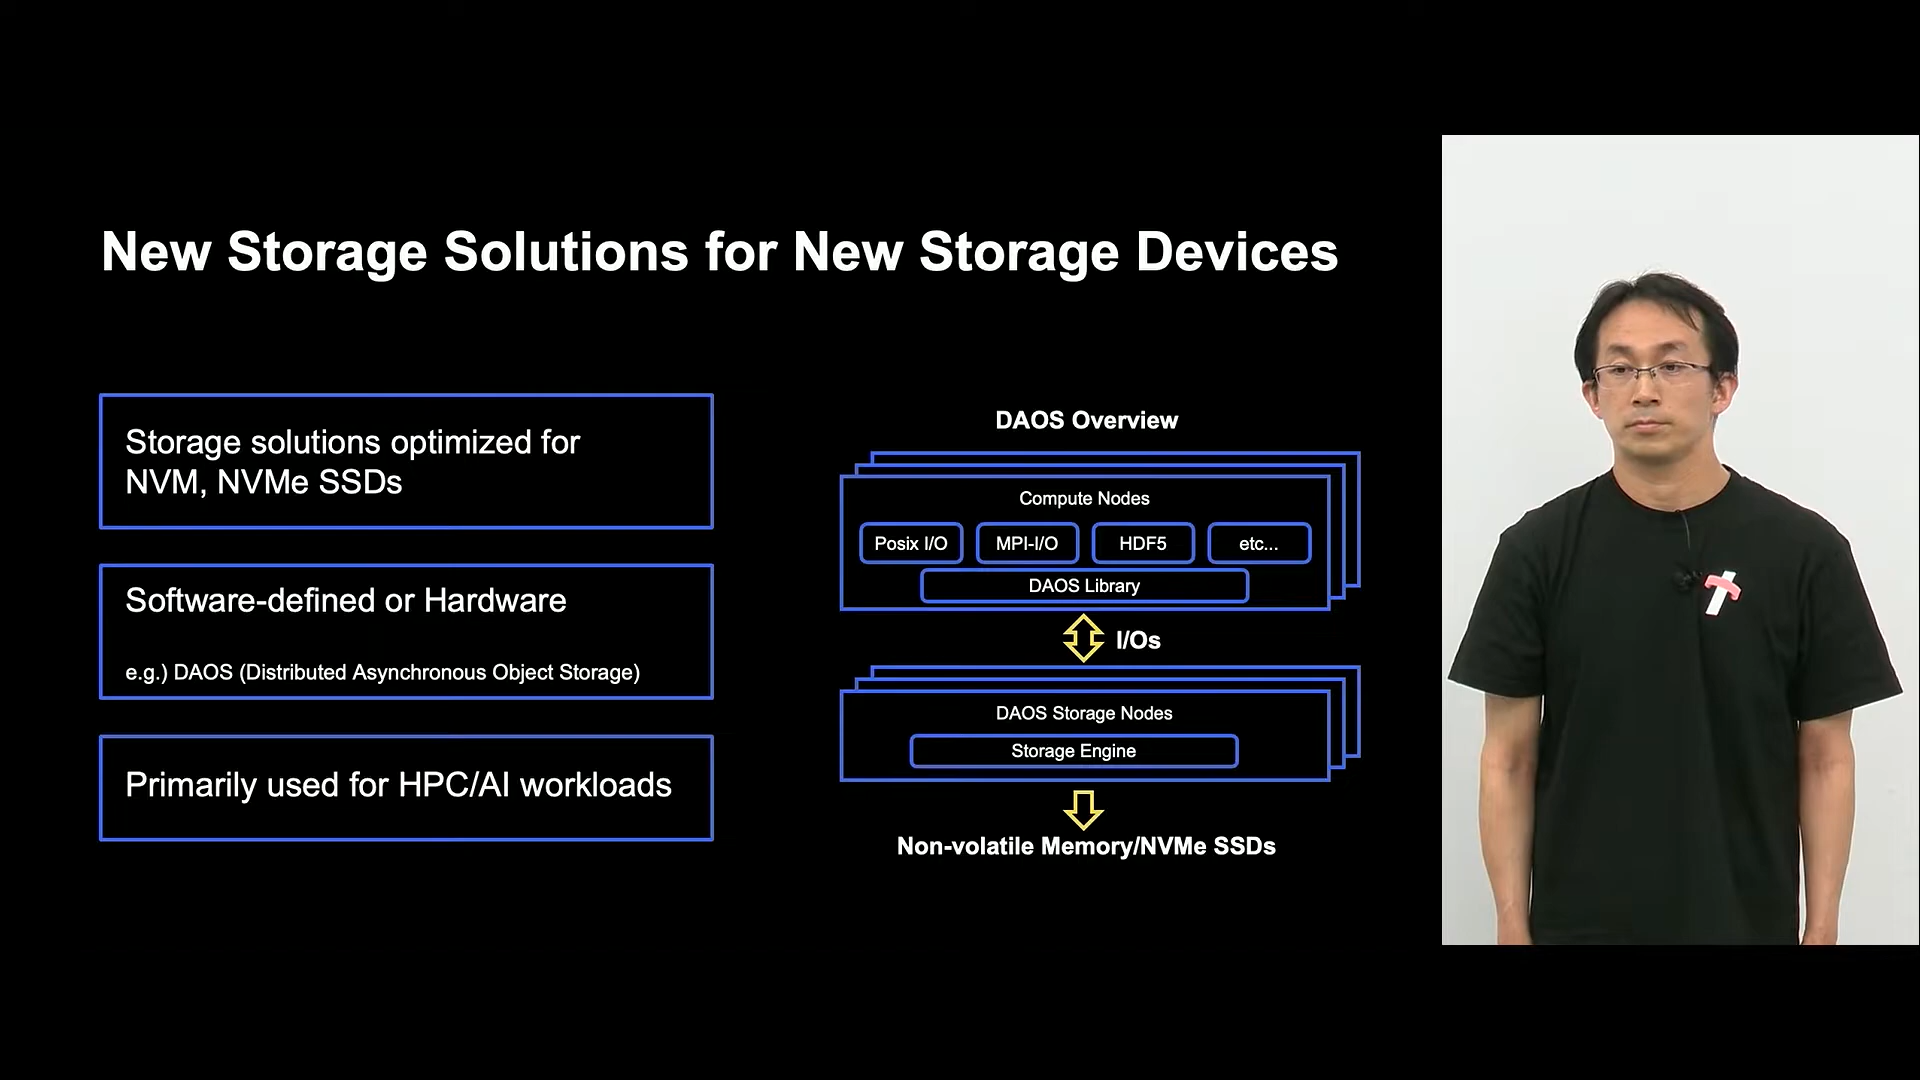 New Storage Solutions for New Storage Devices
Storage solutions optimized for
NVM, NVMe SSDs
Software-defined or Hardware
e.g.) DAOS (Distributed Asynchronous Object Storage)
Primarily used for HPC/AI workloads
DAOS Overview
Compute Nodes
Posix I/O
MPI-I/O
HDF5
etc...
DAOS Library
I/Os
DAOS Storage Nodes
Storage Engine
Non-volatile Memory/NVMe SSDs